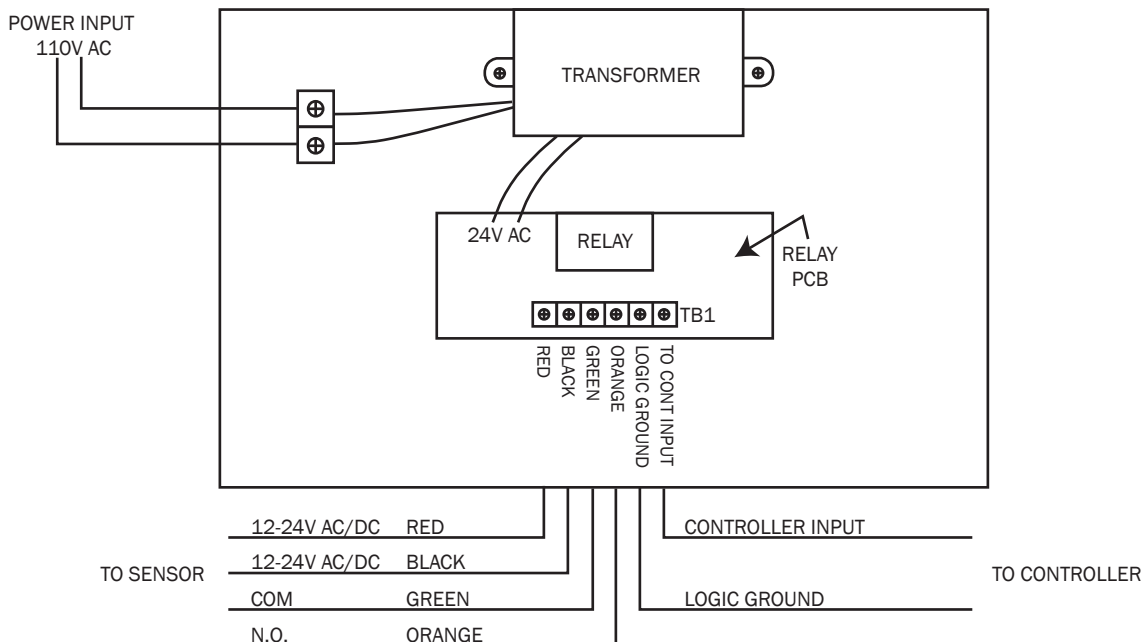 POWER INPUT
110V AC
TRANSFORMER
24V AC
RELAY
RELAY
PCB
TB1
RED
BLACK
GREEN
ORANGE
LOGIC GROUND
TO CONT INPUT
12-24V AC/DC RED
CONTROLLER INPUT
12-24V AC/DC BLACK
TO SENSOR
TO CONTROLLER
COM GREEN
LOGIC GROUND
N.O. ORANGE